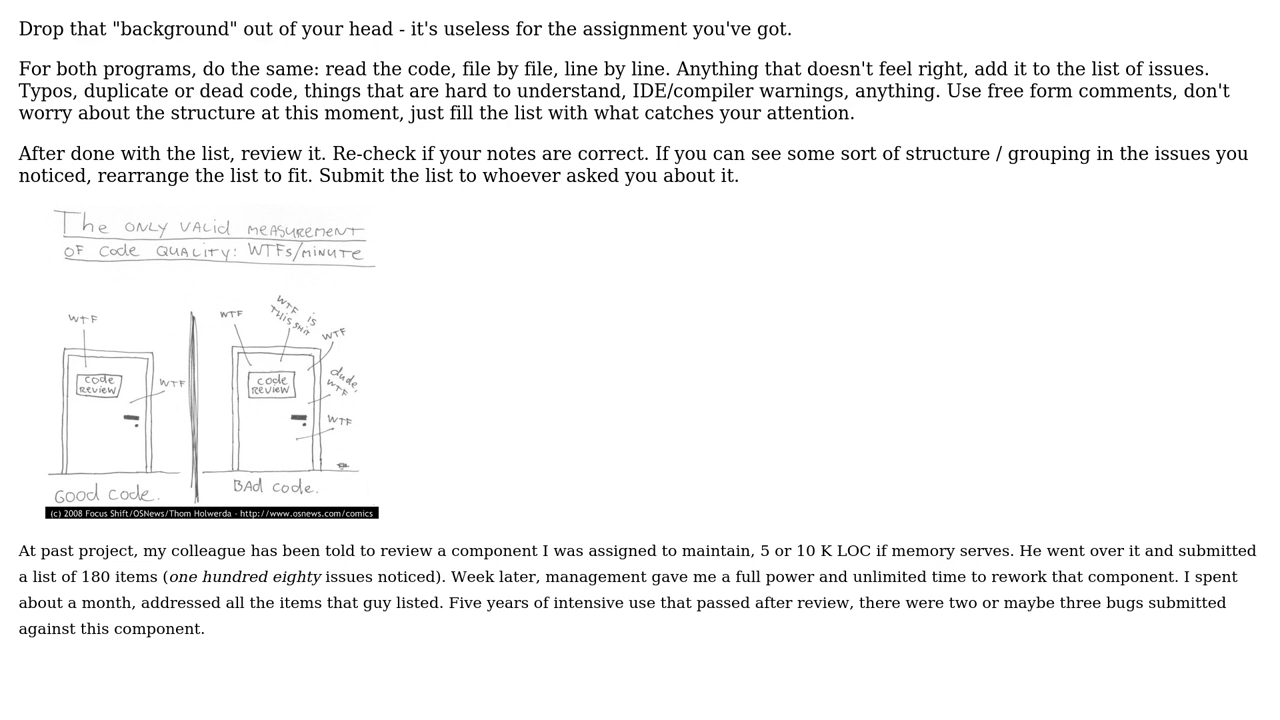 Drop that "background" out of your head - it's useless for the assignment you've got.
For both programs, do the same: read the code, file by file, line by line. Anything that doesn't feel right, add it to the list of issues.
Typos, duplicate or dead code, things that are hard to understand, IDE/compiler warnings, anything. Use free form comments, don't
worry about the structure at this moment, just fill the list with what catches your attention.
After done with the list, review it. Re-check if your notes are correct. If you can see some sort of structure / grouping in the issues you
noticed, rearrange the list to fit. Submit the list to whoever asked you about it.
The ONLY VALid MEASUREMENT
OF Code QUALITY: WTFs/MINUTE
WTF
code
REVIEW
WTF
GOOD code.
WTF
WTF is
THIS SHIT
WTF
code
REVIEW
dude,
WTF
WTF
BAd code.
(c) 2008 Focus Shift/OSNews/Thom Holwerda - http://www.osnews.com/comics
At past project, my colleague has been told to review a component I was assigned to maintain, 5 or 10 K LOC if memory serves. He went over it and submitted
a list of 180 items (one hundred eighty issues noticed). Week later, management gave me a full power and unlimited time to rework that component. I spent
about a month, addressed all the items that guy listed. Five years of intensive use that passed after review, there were two or maybe three bugs submitted
against this component.